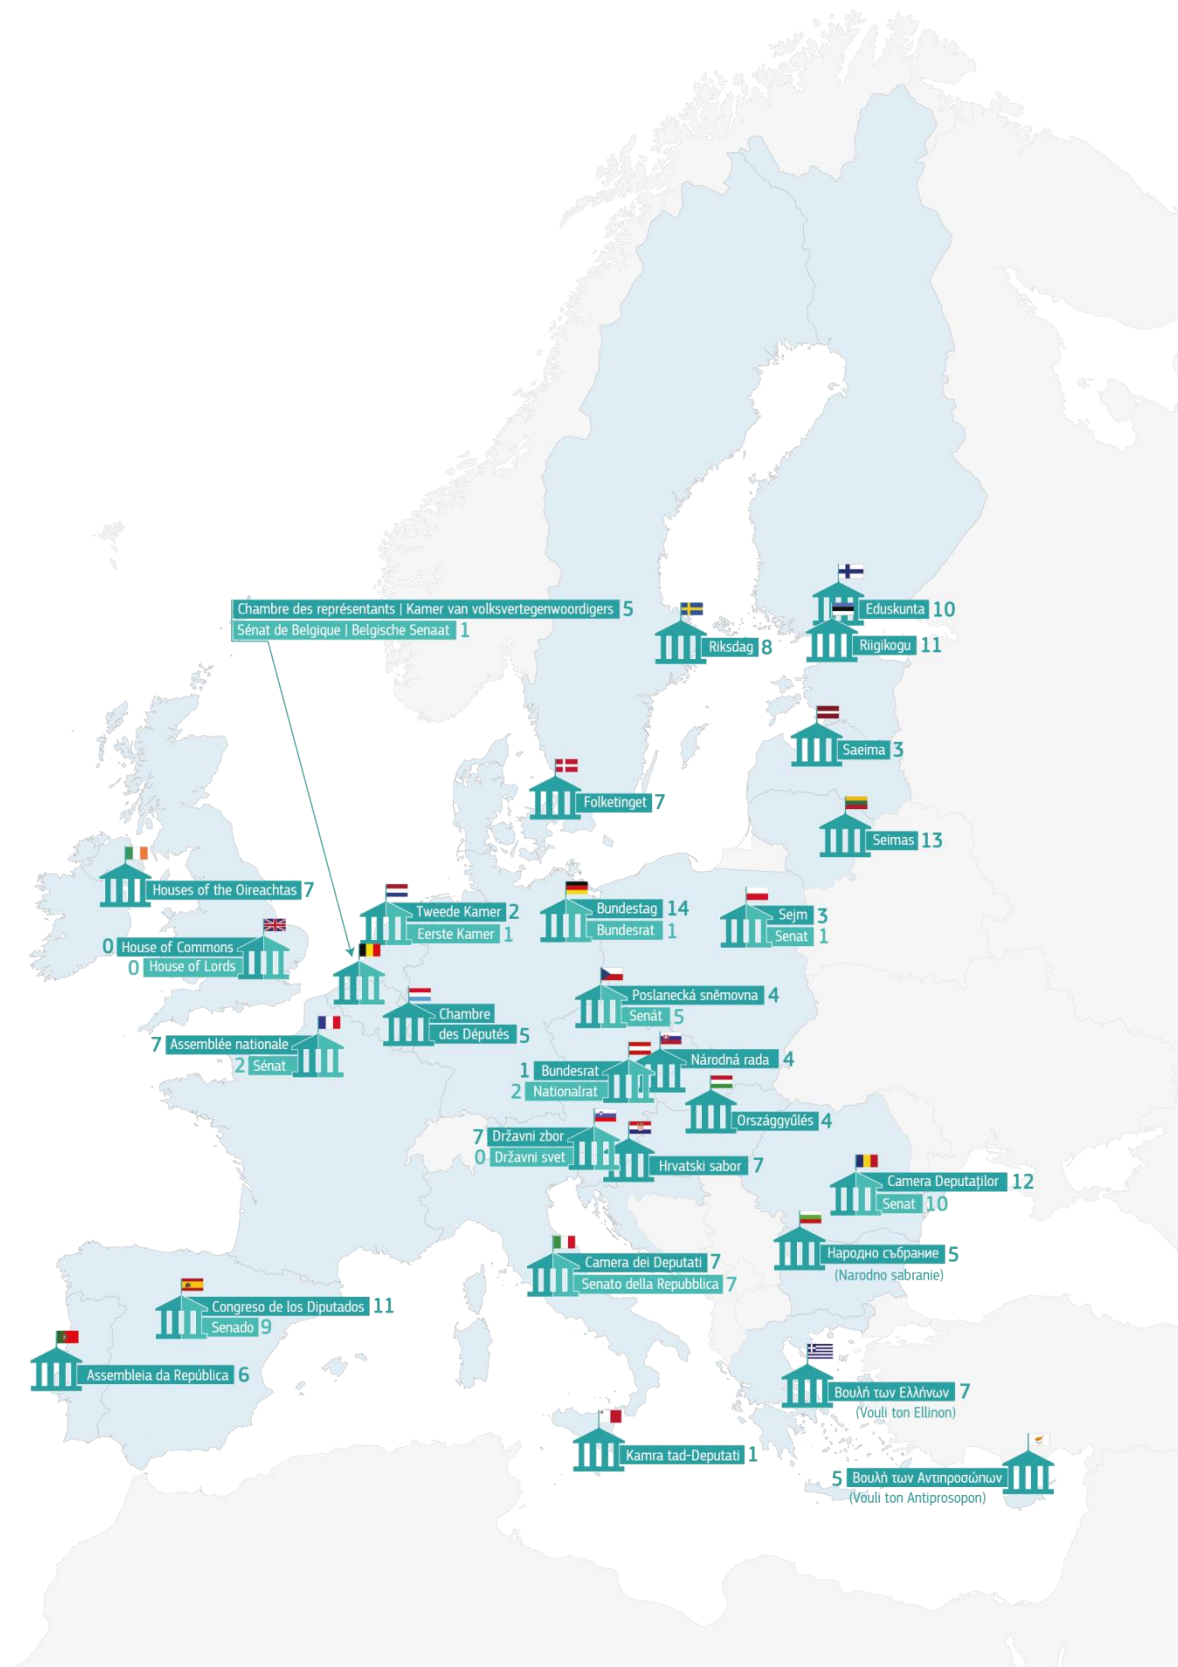 Eduskunta 10
Chambre des représentants | Kamer van volksvertegenwoordigers 5
Sénat de Belgique | Belgische Senaat 1
Riksdag 8
Riigikogu 11
Saeima 3
Folketinget 7
Seimas 13
Houses of the Oireachtas 7
Tweede Kamer 2
Eerste Kamer 1
Bundestag 14
Bundesrat 1
Sejm 3
Senat 1
0 House of Commons
0 House of Lords
Poslanecká sněmovna 4
Senát 5
Chambre
des Députés 5
7 Assemblée nationale
2 Sénat
Národná rada 4
1 Bundesrat
2 Nationalrat
Országgyűlés 4
7 Državni zbor
0 Državni svet
Hrvatski sabor 7
Camera Deputaților 12
Senat 10
Народно събрание 5
(Narodno sabranie)
Camera dei Deputati 7
Senato della Repubblica 7
Congreso de los Diputados 11
Senado 9
Assembleia da República 6
Βουλή των Ελλήνων 7
(Vouli ton Ellinon)
Kamra tad-Deputati 1
5 Βουλή των Αντιπροσώπων
(Vouli ton Antiprosopon)